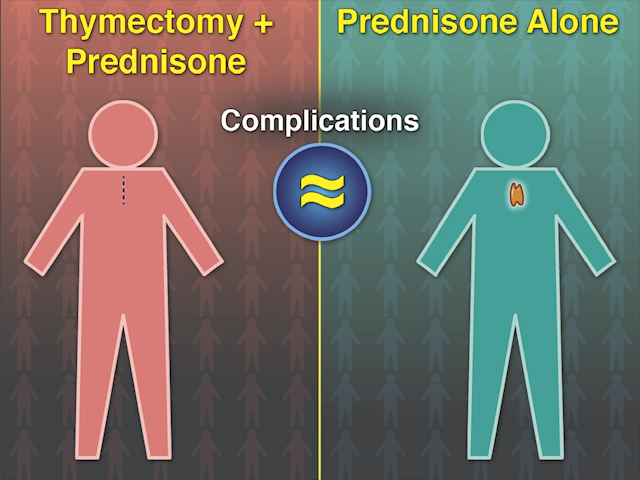 Thymectomy +
Prednisone
Prednisone Alone
Complications
≈